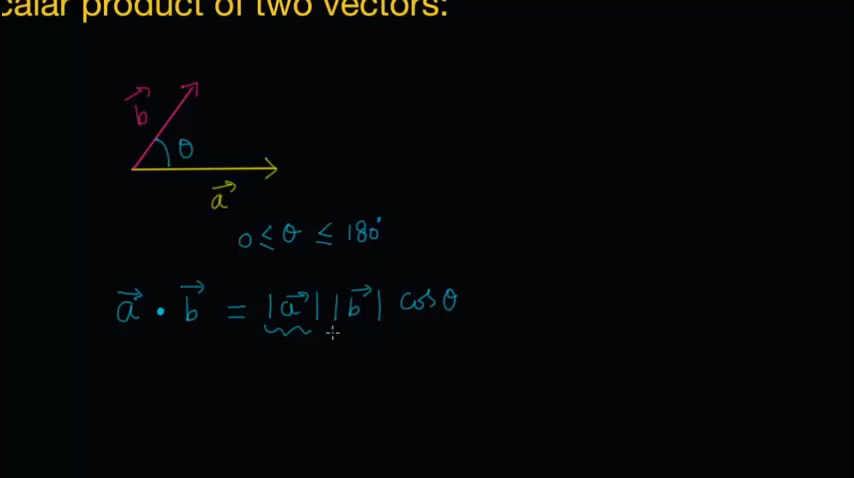 calar product of two vectors:
b⃗
θ
a⃗
0 ≤ θ ≤ 180°
a⃗ • b⃗ = |a⃗| |b⃗| cos θ